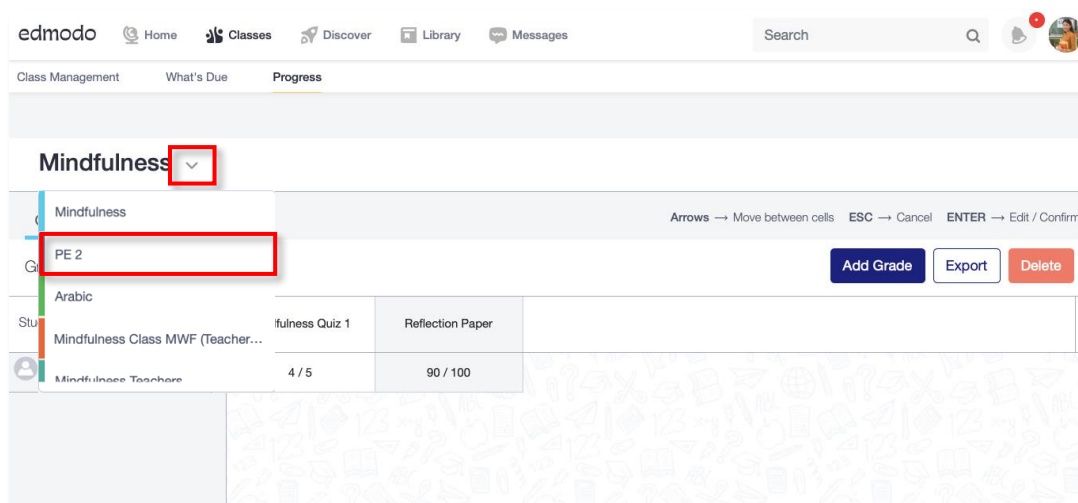 edmodo Home Classes Discover Library Messages Search
Class Management What's Due Progress
Mindfulness
Mindfulness
Arrows → Move between cells ESC → Cancel ENTER → Edit / Confirm
PE 2
Add Grade Export Delete
Arabic
Quiz 1 Reflection Paper
Mindfulness Class MWF (Teacher...
Mindfulness Teachers
4 / 5 90 / 100